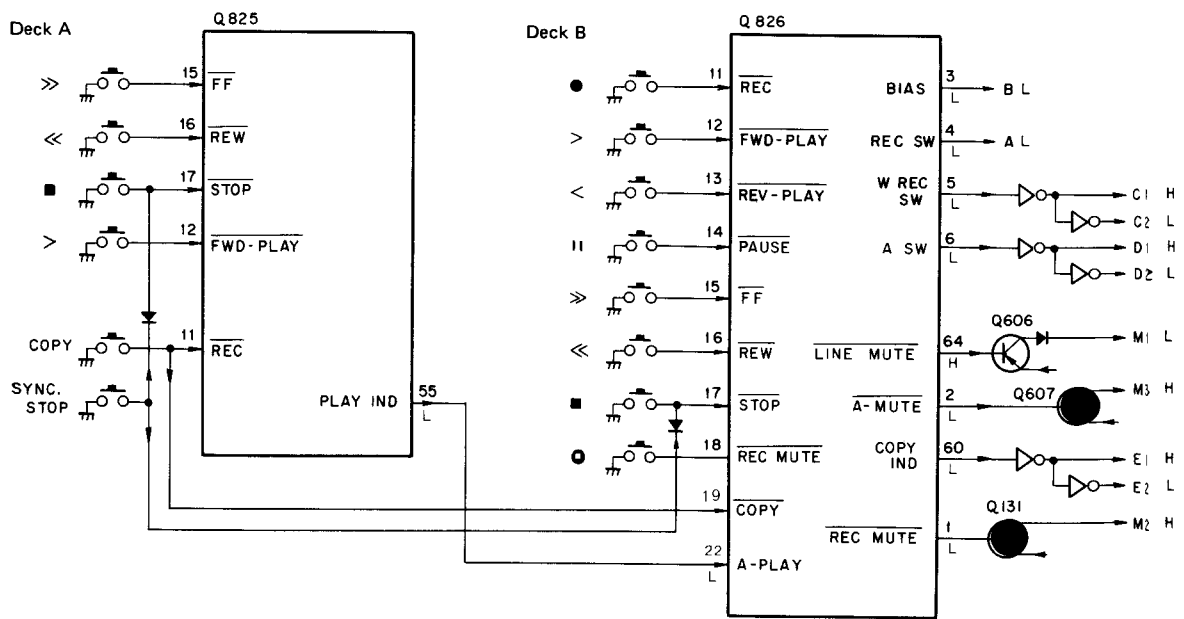 Deck A
Q825
15 FF
16 REW
17 STOP
12 FWD-PLAY
COPY
11 REC
SYNC. STOP
PLAY IND 55
L
Deck B
Q826
11 REC
12 FWD-PLAY
13 REV-PLAY
14 PAUSE
15 FF
16 REW
17 STOP
18 REC MUTE
19 COPY
22 A-PLAY
L
BIAS 3 L B L
REC SW 4 L A L
W REC SW 5 L C1 H
C2 L
A SW 6 L D1 H
D2 L
Q606
LINE MUTE 64 H M1 L
Q607
A-MUTE 2 L M3 H
COPY IND 60 L E1 H
E2 L
Q131
REC MUTE 1 L M2 H